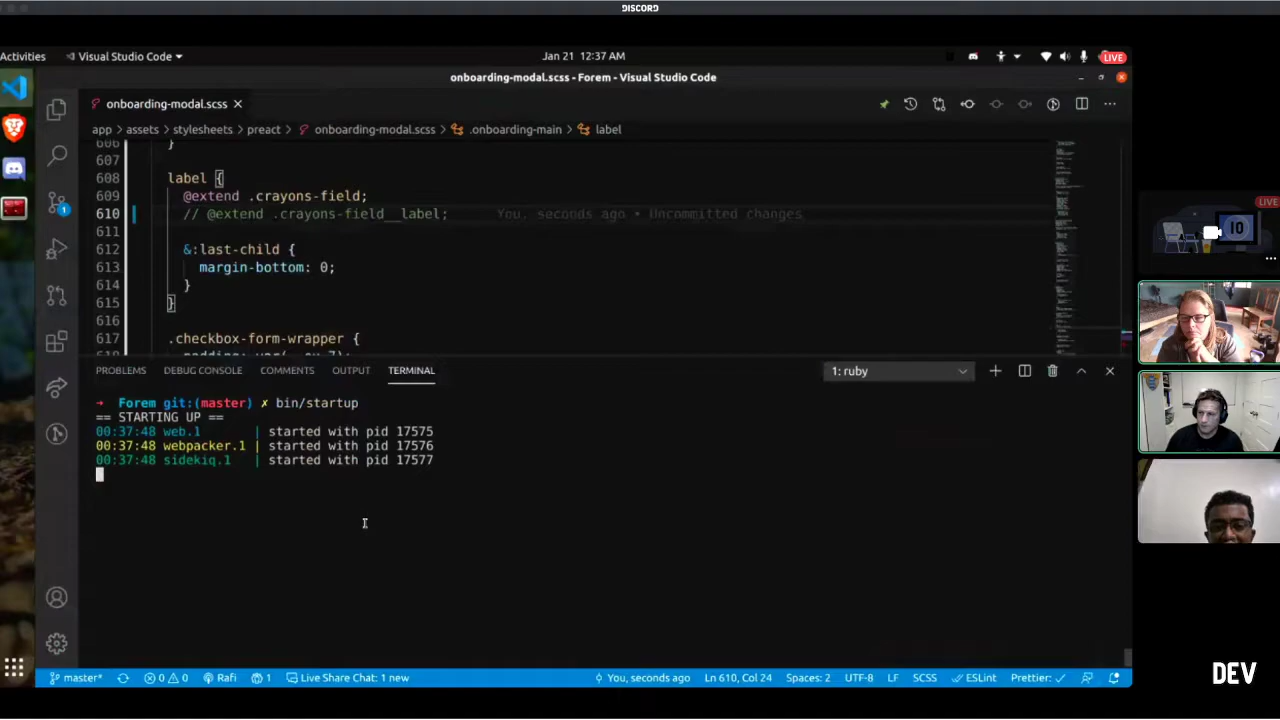 DISCORD
Activities
Visual Studio Code
Jan 21 12:37 AM
LIVE
onboarding-modal.scss - Forem - Visual Studio Code
onboarding-modal.scss
app > assets > stylesheets > preact > onboarding-modal.scss > .onboarding-main > label
606 }
607
608 label {
609 @extend .crayons-field;
610 // @extend .crayons-field__label; You, seconds ago • Uncommitted changes
611
612 &:last-child {
613 margin-bottom: 0;
614 }
615 }
616
617 .checkbox-form-wrapper {
1
LIVE
IO
PROBLEMS DEBUG CONSOLE COMMENTS OUTPUT TERMINAL
1: ruby
→ Forem git:(master) ✗ bin/startup
== STARTING UP ==
00:37:48 web.1 | started with pid 17575
00:37:48 webpacker.1 | started with pid 17576
00:37:48 sidekiq.1 | started with pid 17577
master* 0 0 Rafi 1 Live Share Chat: 1 new You, seconds ago Ln 610, Col 24 Spaces: 2 UTF-8 LF SCSS ESLint Prettier: ✓
DEV